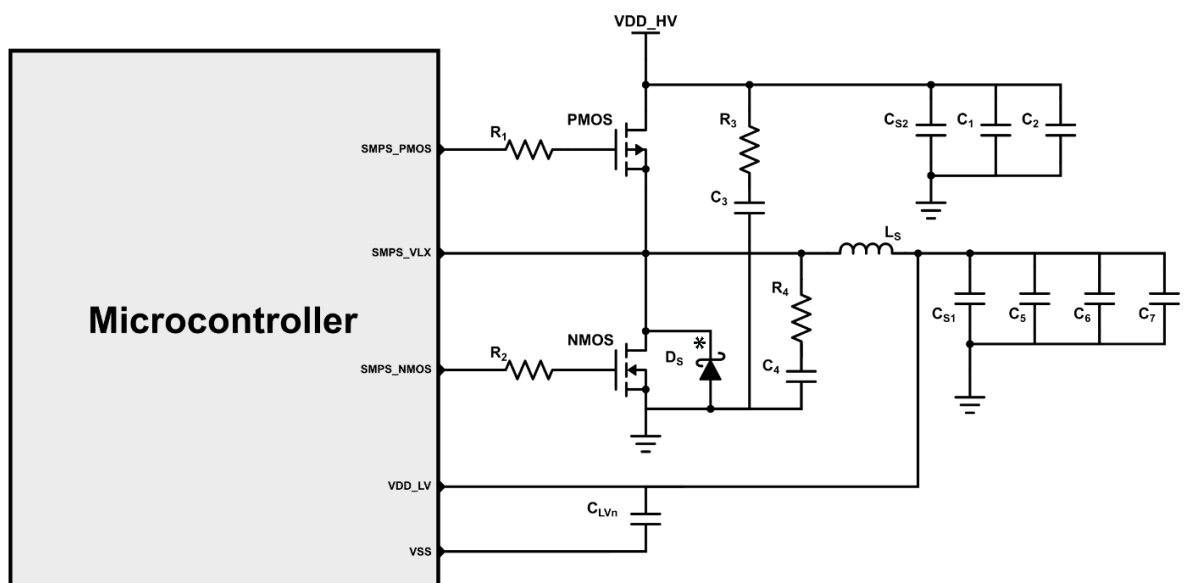 VDD_HV
PMOS
R3
CS2
C1
C2
R1
SMPS_PMOS
C3
LS
SMPS_VLX
R4
CS1
C5
C6
C7
Microcontroller
NMOS
*
R2
DS
C4
SMPS_NMOS
VDD_LV
CLVn
VSS